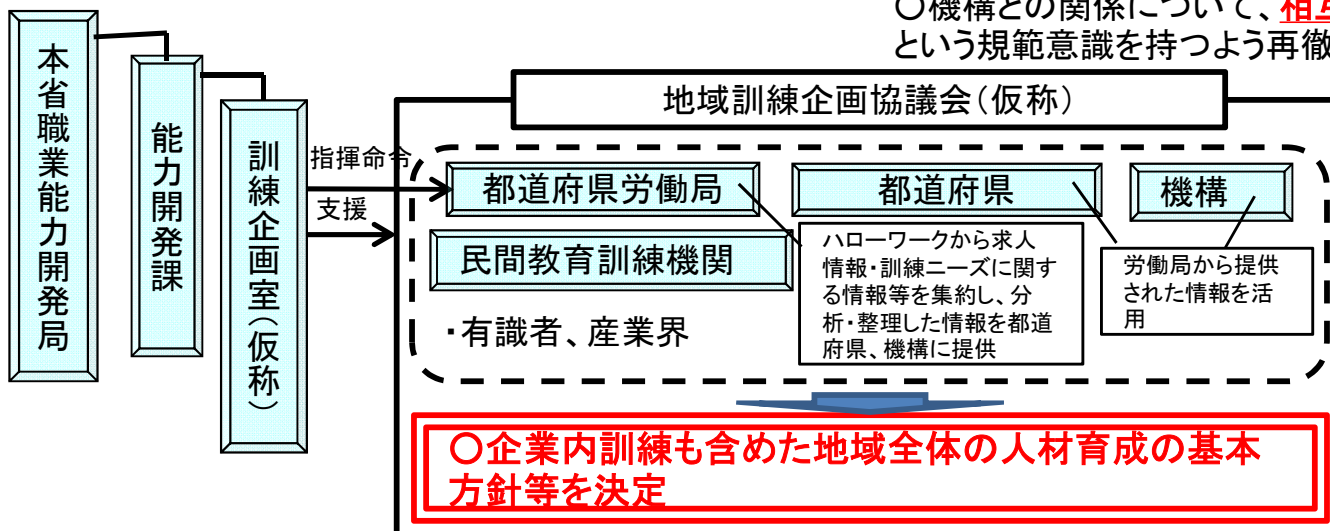 〇機構との関係について、相互
という規範意識を持つよう再徹
本省職業能力開発局
能力開発課
訓練企画室(仮称)
指揮命令
支援
地域訓練企画協議会(仮称)
都道府県労働局
都道府県
機構
民間教育訓練機関
・有識者、産業界
ハローワークから求人
情報・訓練ニーズに関す
る情報等を集約し、分
析・整理した情報を都道
府県、機構に提供
労働局から提供
された情報を活
用
〇企業内訓練も含めた地域全体の人材育成の基本
方針等を決定